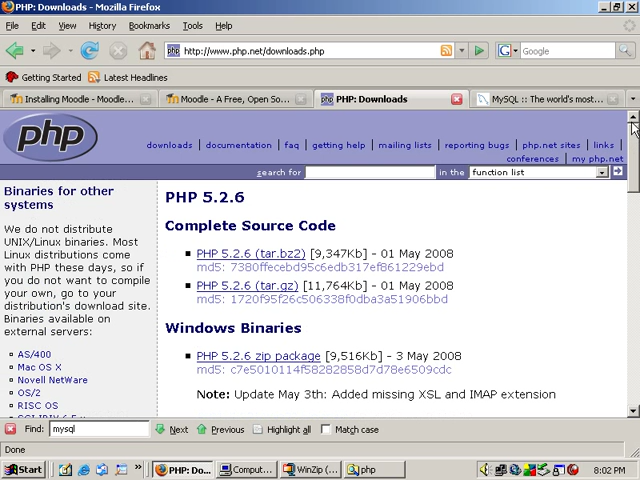 PHP: Downloads - Mozilla Firefox
File Edit View History Bookmarks Tools Help
http://www.php.net/downloads.php
Google
Getting Started Latest Headlines
Installing Moodle - Moodle... Moodle - A Free, Open So... PHP: Downloads MySQL :: The world's most...
php
downloads documentation faq getting help mailing lists reporting bugs php.net sites links
conferences my php.net
search for in the function list
Binaries for other
systems
We do not distribute
UNIX/Linux binaries. Most
Linux distributions come
with PHP these days, so if
you do not want to compile
your own, go to your
distribution's download site.
Binaries available on
external servers:
AS/400
Mac OS X
Novell NetWare
OS/2
RISC OS
PHP 5.2.6
Complete Source Code
PHP 5.2.6 (tar.bz2) [9,347Kb] - 01 May 2008
md5: 7380ffecebd95c6edb317ef861229ebd
PHP 5.2.6 (tar.gz) [11,764Kb] - 01 May 2008
md5: 1720f95f26c506338f0dba3a51906bbd
Windows Binaries
PHP 5.2.6 zip package [9,516Kb] - 3 May 2008
md5: c7e5010114f58282858d7d78e6509cdc
Note: Update May 3th: Added missing XSL and IMAP extension
Find: mysql Next Previous Highlight all Match case
Done
Start PHP: Do... Comput... WinZip (... php 8:02 PM